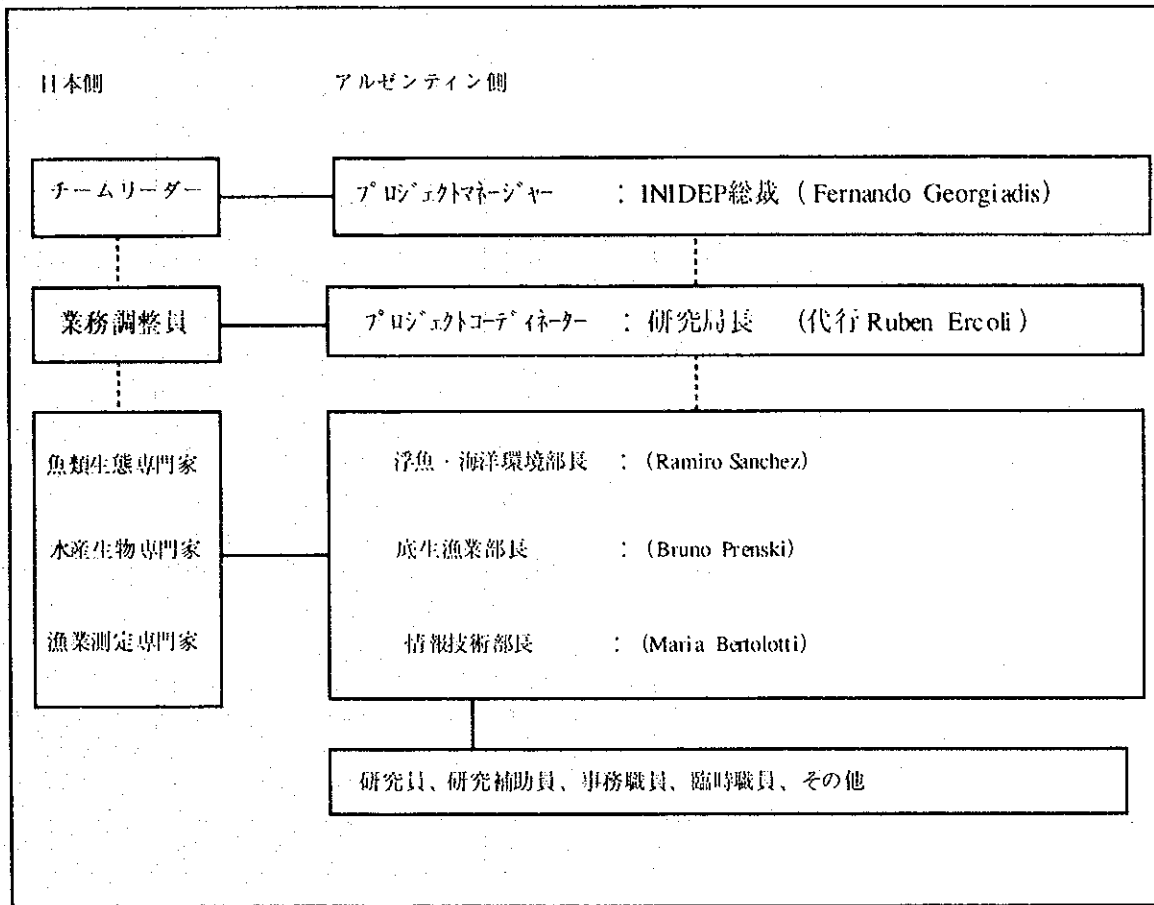 日本側 アルゼンティン側
チームリーダー プロジェクトマネージャー : INIDEP総裁 ( Fernando Georgiadis)
業務調整員 プロジェクトコーディネーター : 研究局長 (代行 Ruben Ercoli )
魚類生態専門家 浮魚・海洋環境部長 : (Ramiro Sanchez)
水産生物専門家 底生漁業部長 : (Bruno Prenski)
漁業測定専門家 情報技術部長 : (Maria Bertolotti)
研究員、研究補助員、事務職員、臨時職員、その他